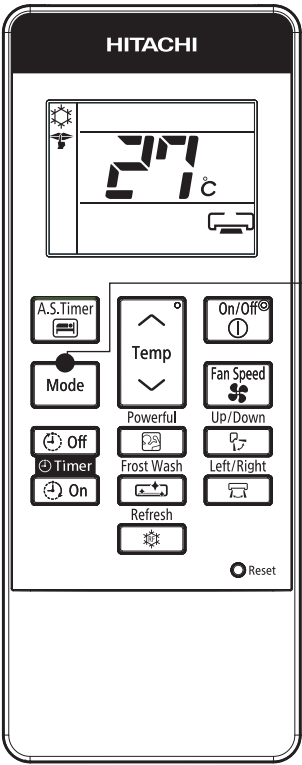 HITACHI
27°C
A.S.Timer
On/Off
Temp
Mode
Fan Speed
Powerful
Up/Down
Off
Timer
Frost Wash
Left/Right
On
Refresh
Reset